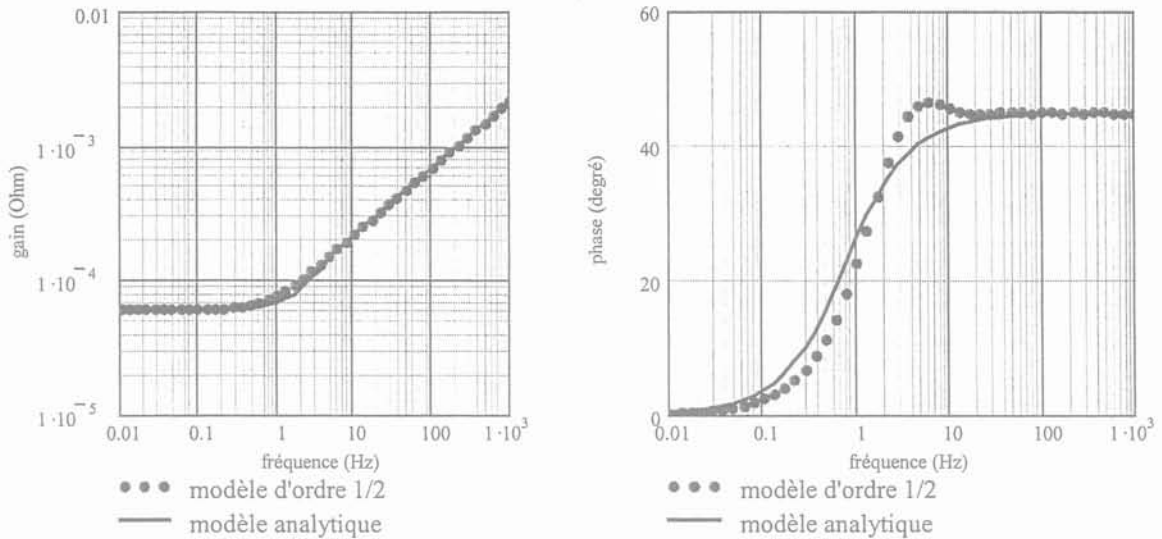 0.01
1·10⁻³
1·10⁻⁴
1·10⁻⁵
gain (Ohm)
0.01 0.1 1 10 100 1·10³
fréquence (Hz)
modèle d'ordre 1/2
modèle analytique
60
40
20
0
phase (degré)
0.01 0.1 1 10 100 1·10³
fréquence (Hz)
modèle d'ordre 1/2
modèle analytique